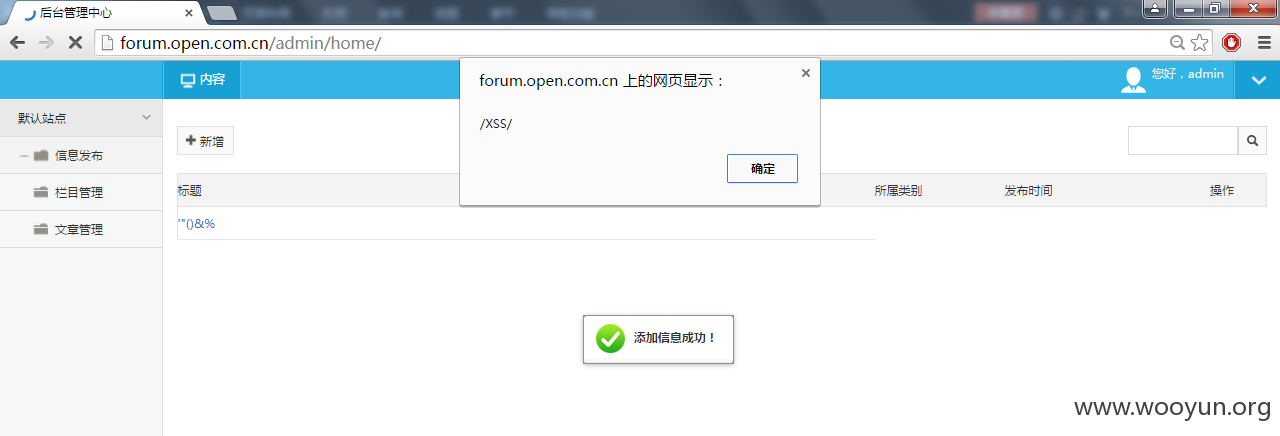 后台管理中心
forum.open.com.cn/admin/home/
内容
您好，admin
forum.open.com.cn 上的网页显示：
/XSS/
确定
默认站点
信息发布
栏目管理
文章管理
新增
标题 所属类别 发布时间 操作
'"()&%
添加信息成功！
www.wooyun.org